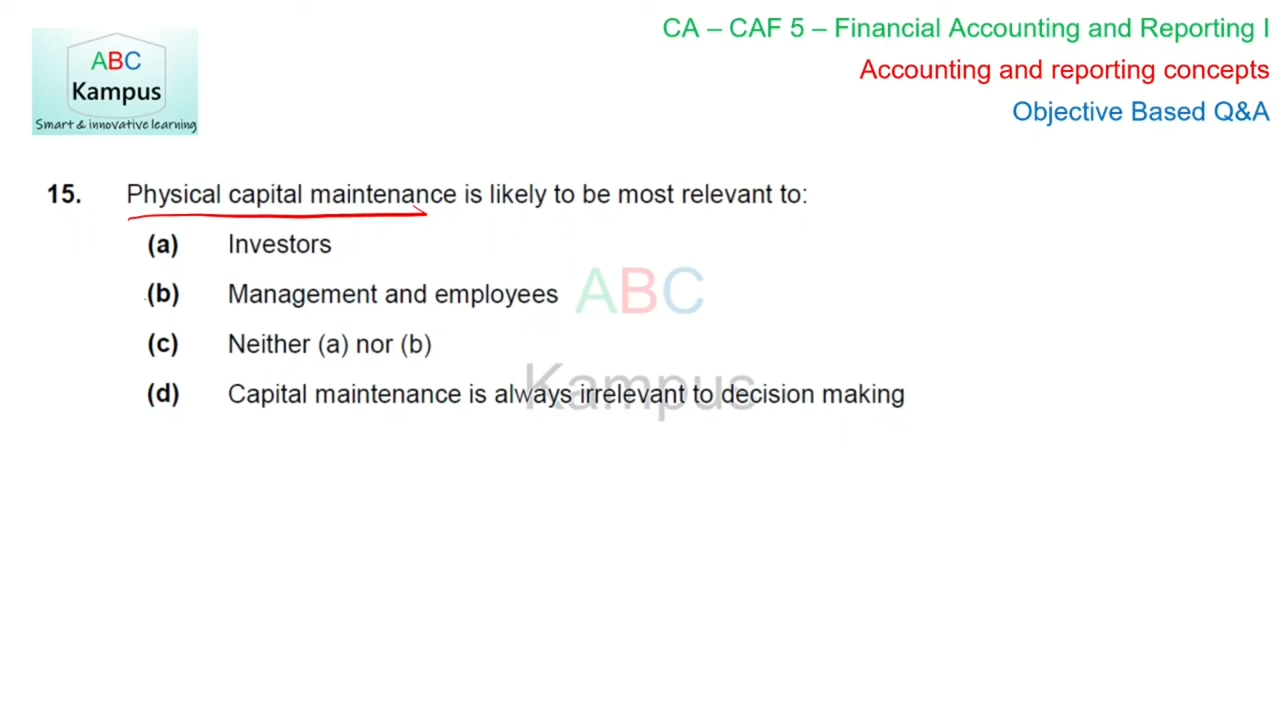 ABC
Kampus
Smart & innovative learning
CA – CAF 5 – Financial Accounting and Reporting I
Accounting and reporting concepts
Objective Based Q&A
15. Physical capital maintenance is likely to be most relevant to:
(a) Investors
(b) Management and employees
(c) Neither (a) nor (b)
(d) Capital maintenance is always irrelevant to decision making
ABC
Kampus